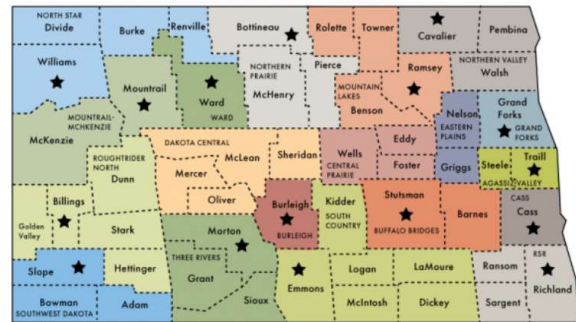 NORTH STAR
Divide
Burke
Renville
Bottineau
Rolette
Towner
Cavalier
Pembina
Williams
Mountrail
Ward
WARD
NORTHERN
PRAIRIE
McHenry
Pierce
MOUNTAIN
LAKES
Benson
Ramsey
NORTHERN VALLEY
Walsh
MOUNTRAIL-
MCHKENZIE
McKenzie
Nelson
EASTERN
PLAINS
Grand
Forks
GRAND
FORKS
ROUGHTRIDER
NORTH
Dunn
DAKOTA CENTRAL
McLean
Mercer
Oliver
Sheridan
Wells
CENTRAL
PRAIRIE
Eddy
Foster
Griggs
Steele
Traill
AGASSIZ VALLEY
Billings
Golden
Valley
Stark
Burleigh
BURLEIGH
Kidder
SOUTH
COUNTRY
Stutsman
BUFFALO BRIDGES
Barnes
CASS
Cass
Morton
THREE RIVERS
Grant
Sioux
Slope
Hettinger
Bowman
SOUTHWEST DAKOTA
Adam
Emmons
Logan
LaMoure
McIntosh
Dickey
Ransom
RSR
Sargent
Richland